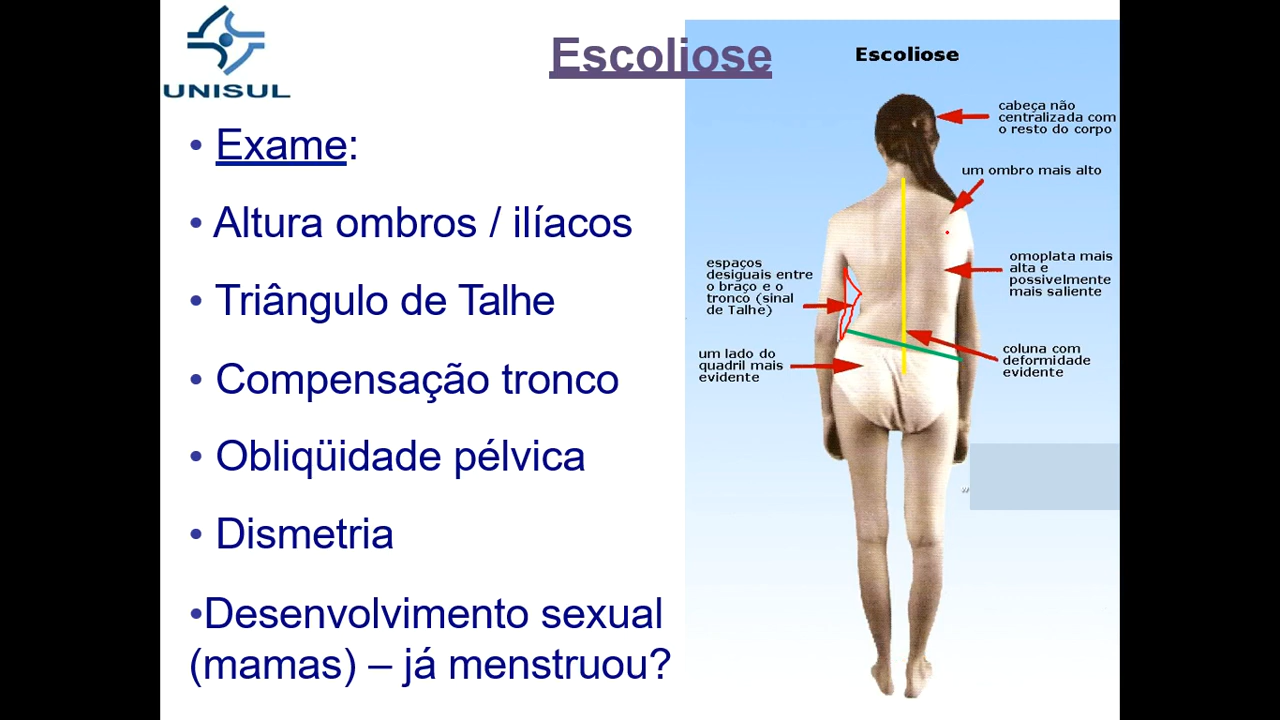 UNISUL
Escoliose
• Exame:
• Altura ombros / ilíacos
• Triângulo de Talhe
• Compensação tronco
• Obliqüidade pélvica
• Dismetria
•Desenvolvimento sexual
(mamas) – já menstruou?
Escoliose
cabeça não
centralizada com
o resto do corpo
um ombro mais alto
omoplata mais
alta e
possivelmente
mais saliente
espaços
desiguais entre
o braço e o
tronco (sinal
de Talhe)
coluna com
deformidade
evidente
um lado do
quadril mais
evidente